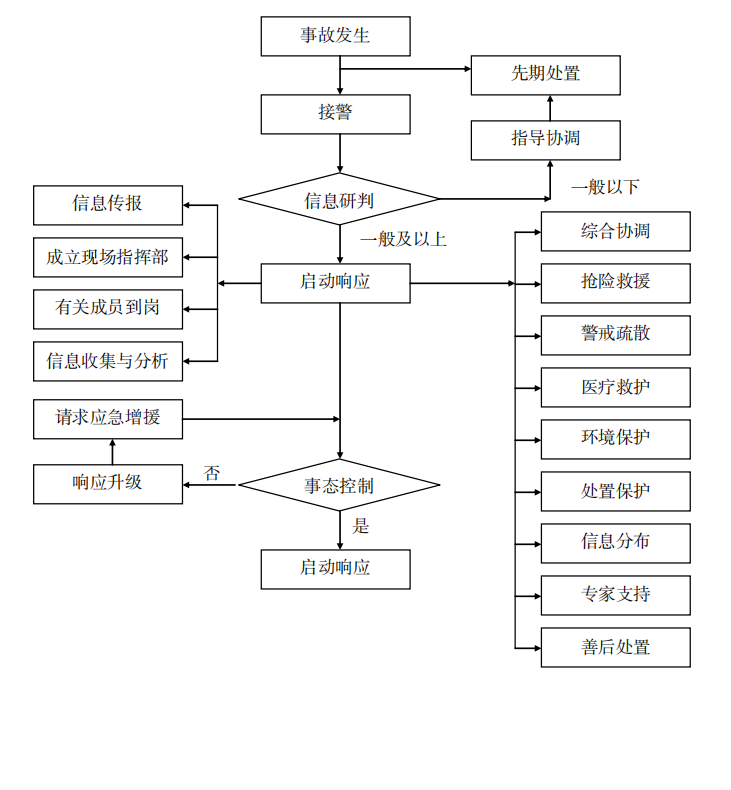 事故发生
先期处置
接警
指导协调
一般以下
信息研判
信息传报
一般及以上
综合协调
成立现场指挥部
启动响应
抢险救援
有关成员到岗
警戒疏散
信息收集与分析
医疗救护
请求应急增援
环境保护
否
响应升级
事态控制
处置保护
是
信息分布
启动响应
专家支持
善后处置